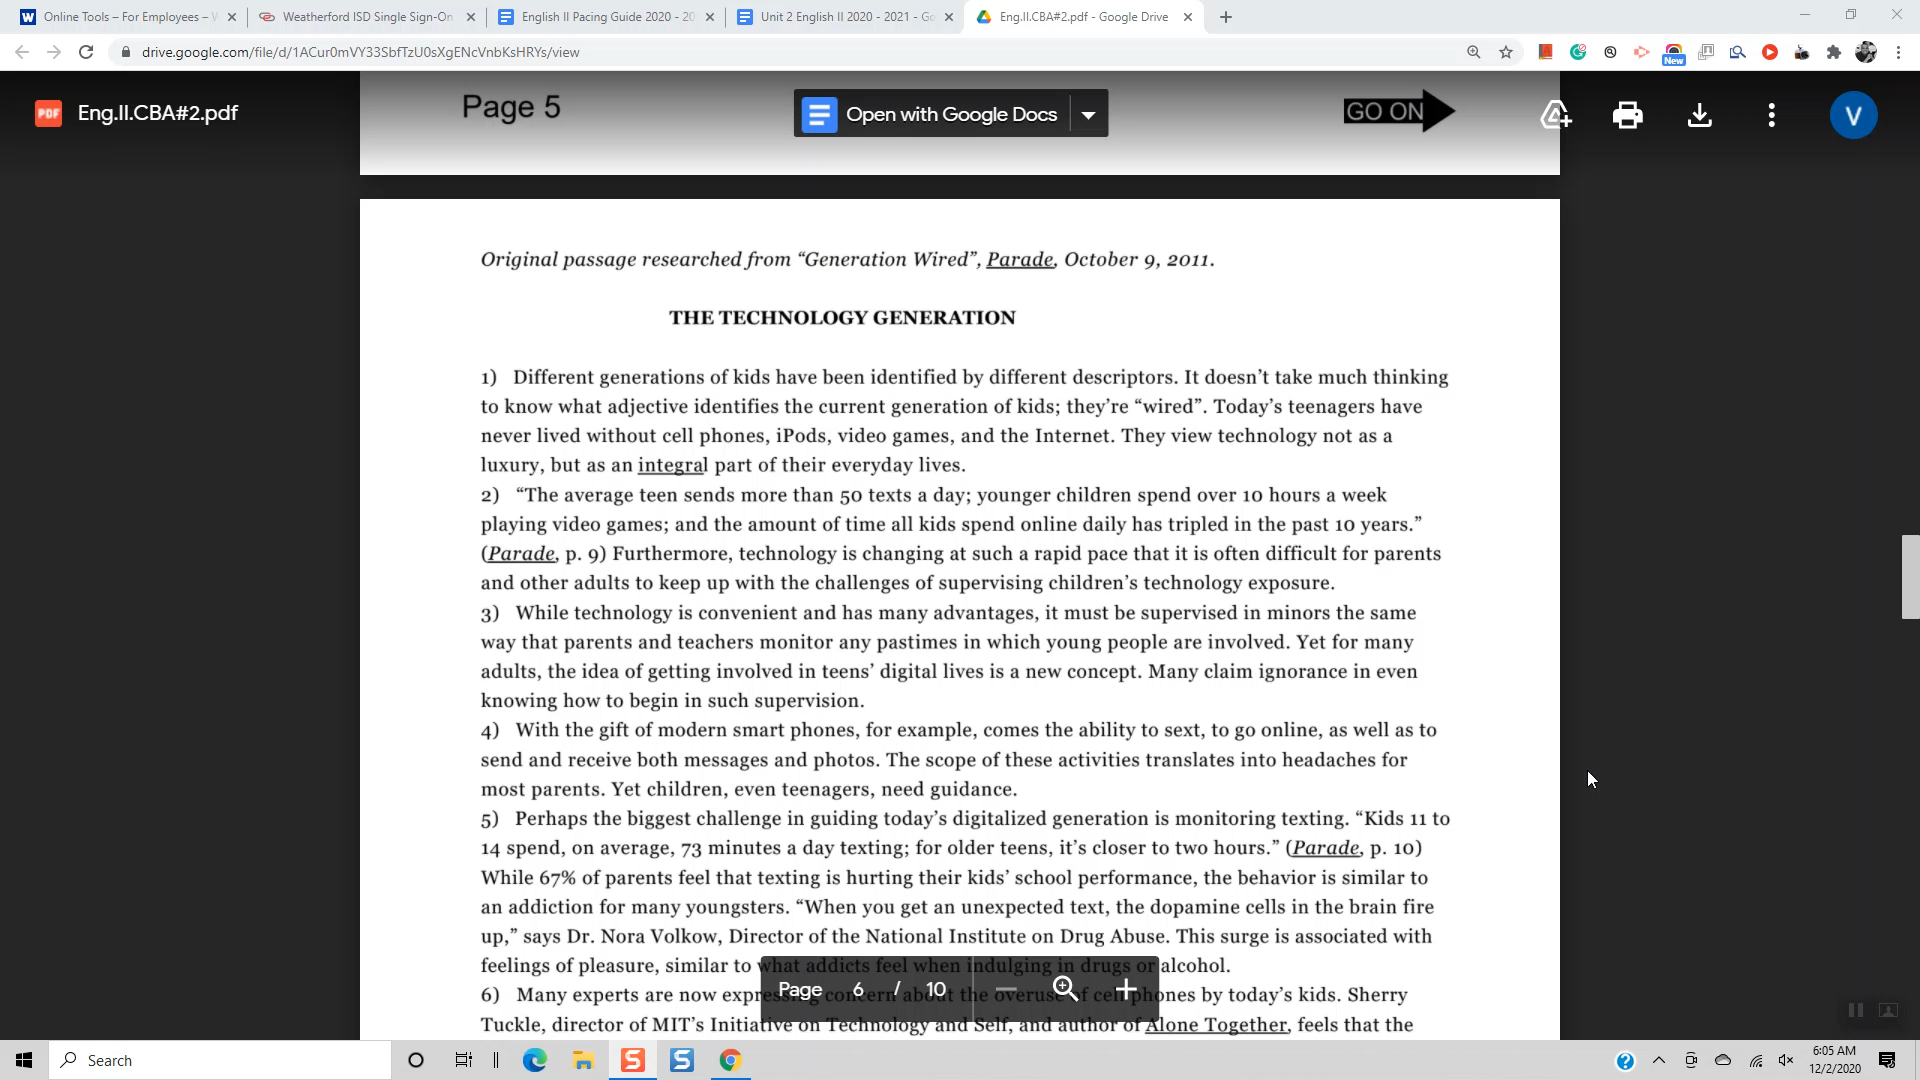 Online Tools – For Employees – W
Weatherford ISD Single Sign-On
English II Pacing Guide 2020 - 20
Unit 2 English II 2020 - 2021 - Go
Eng.II.CBA#2.pdf - Google Drive
drive.google.com/file/d/1ACur0mVY33SbfTzU0sXgENcVnbKsHRYs/view
New
PDF
Eng.II.CBA#2.pdf
Page 5
Open with Google Docs
GO ON
V
Original passage researched from “Generation Wired”, Parade, October 9, 2011.
THE TECHNOLOGY GENERATION
1) Different generations of kids have been identified by different descriptors. It doesn’t take much thinking
to know what adjective identifies the current generation of kids; they’re “wired”. Today’s teenagers have
never lived without cell phones, iPods, video games, and the Internet. They view technology not as a
luxury, but as an integral part of their everyday lives.
2) “The average teen sends more than 50 texts a day; younger children spend over 10 hours a week
playing video games; and the amount of time all kids spend online daily has tripled in the past 10 years.”
(Parade, p. 9) Furthermore, technology is changing at such a rapid pace that it is often difficult for parents
and other adults to keep up with the challenges of supervising children’s technology exposure.
3) While technology is convenient and has many advantages, it must be supervised in minors the same
way that parents and teachers monitor any pastimes in which young people are involved. Yet for many
adults, the idea of getting involved in teens’ digital lives is a new concept. Many claim ignorance in even
knowing how to begin in such supervision.
4) With the gift of modern smart phones, for example, comes the ability to sext, to go online, as well as to
send and receive both messages and photos. The scope of these activities translates into headaches for
most parents. Yet children, even teenagers, need guidance.
5) Perhaps the biggest challenge in guiding today’s digitalized generation is monitoring texting. “Kids 11 to
14 spend, on average, 73 minutes a day texting; for older teens, it’s closer to two hours.” (Parade, p. 10)
While 67% of parents feel that texting is hurting their kids’ school performance, the behavior is similar to
an addiction for many youngsters. “When you get an unexpected text, the dopamine cells in the brain fire
up,” says Dr. Nora Volkow, Director of the National Institute on Drug Abuse. This surge is associated with
feelings of pleasure, similar to what addicts feel when indulging in drugs or alcohol.
6) Many experts are now expressing concern about the overuse of cell phones by today’s kids. Sherry
Tuckle, director of MIT’s Initiative on Technology and Self, and author of Alone Together, feels that the
Page 6 / 10
Search
6:05 AM
12/2/2020